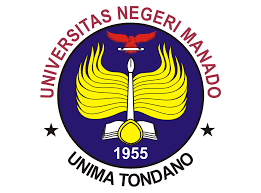 UNIVERSITAS NEGERI MANADO
1955
UNIMA TONDANO